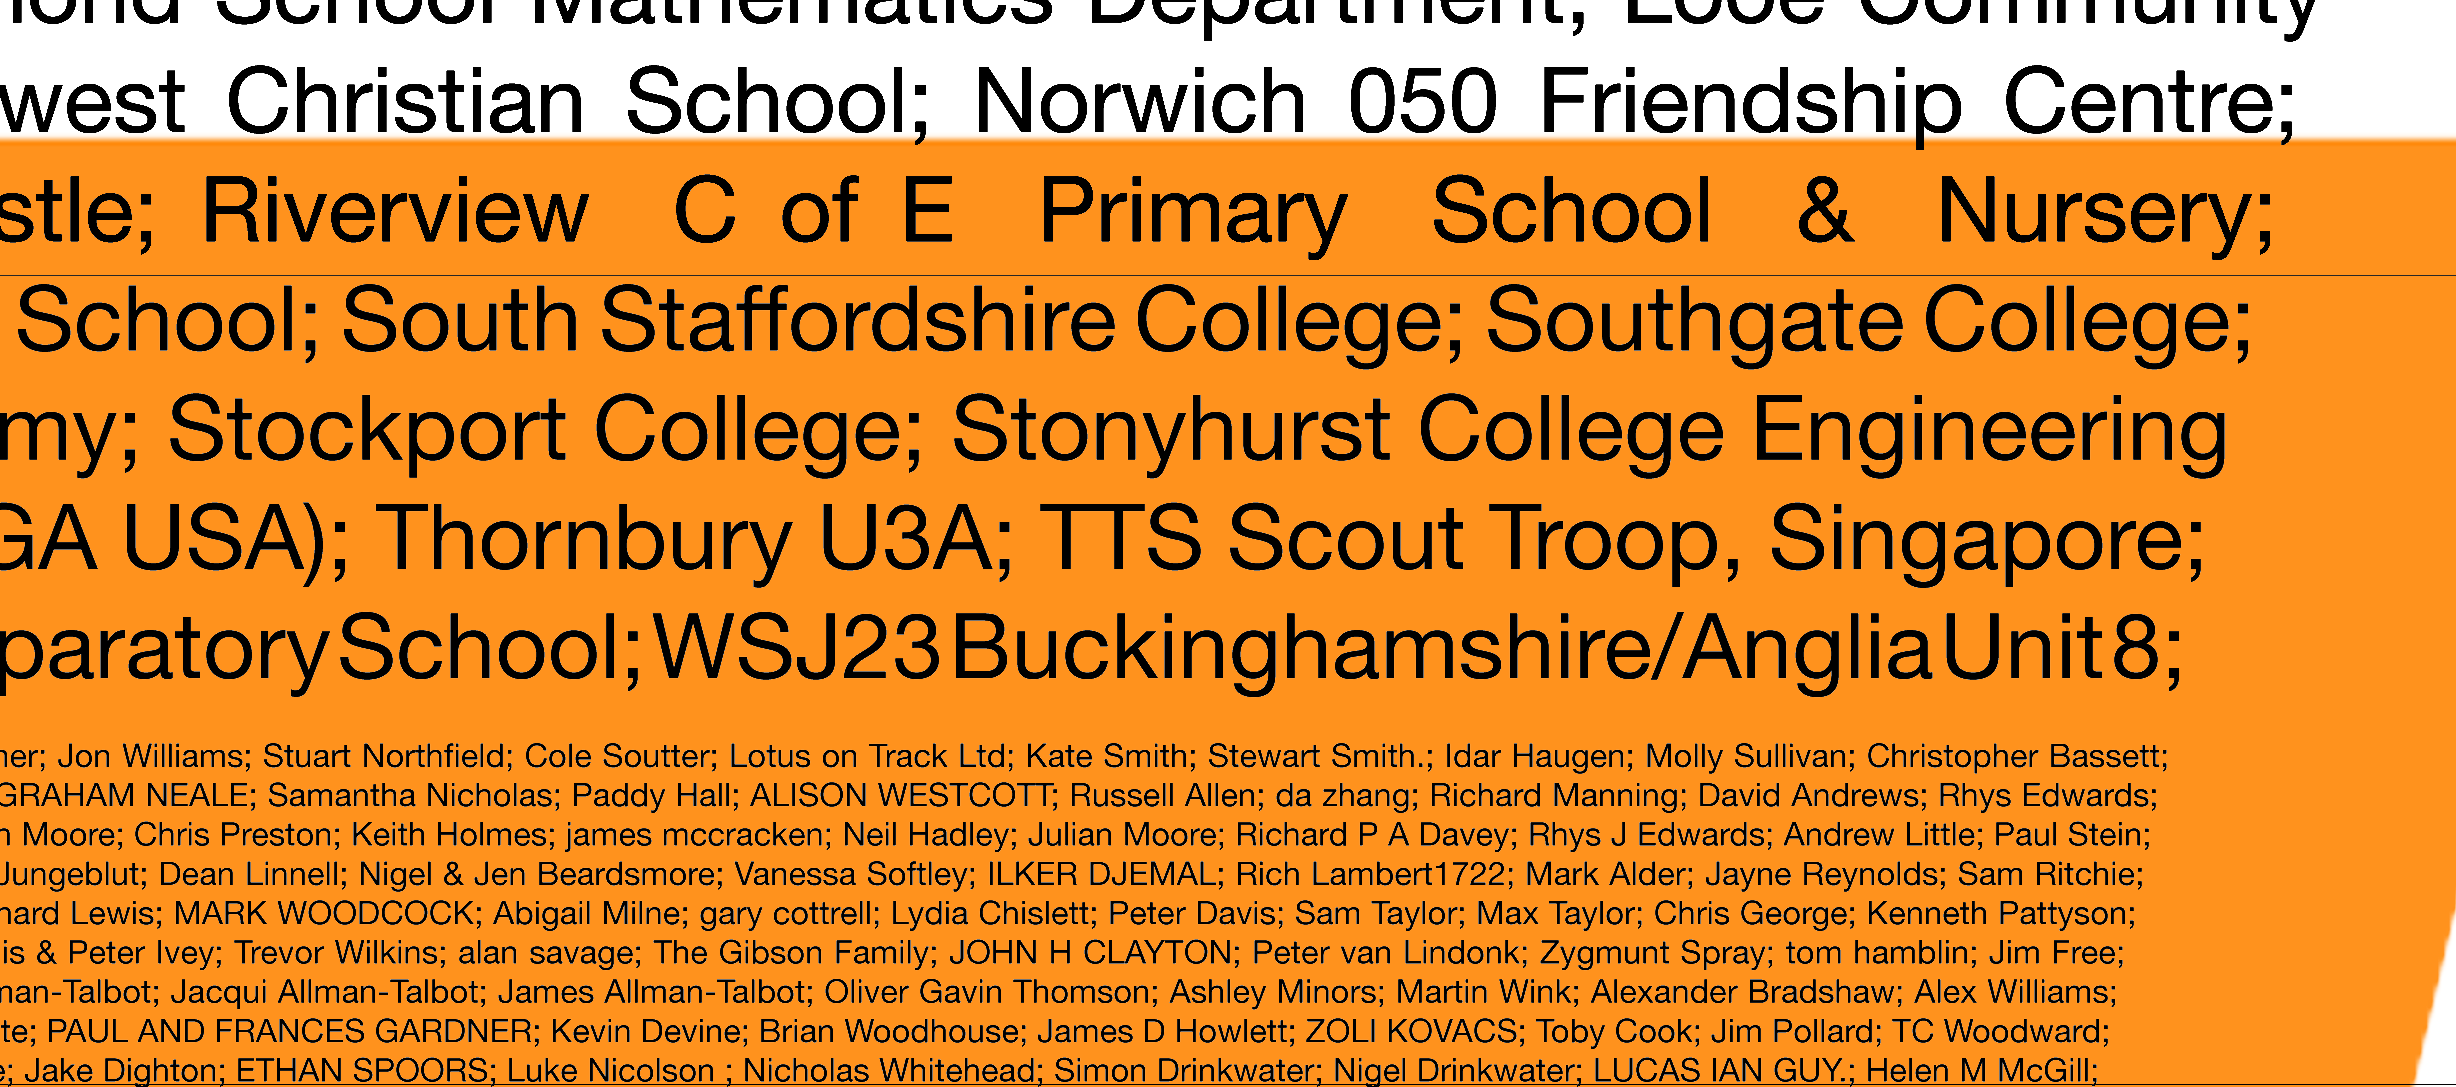 School Mathematics Department; Looe Community
west Christian School; Norwich 050 Friendship Centre;
stle; Riverview C of E Primary School & Nursery;
School; South Staffordshire College; Southgate College;
my; Stockport College; Stonyhurst College Engineering
GA USA); Thornbury U3A; TTS Scout Troop, Singapore;
paratory School; WSJ23 Buckinghamshire/Anglia Unit 8;
ner; Jon Williams; Stuart Northfield; Cole Soutter; Lotus on Track Ltd; Kate Smith; Stewart Smith.; Idar Haugen; Molly Sullivan; Christopher Bassett;
GRAHAM NEALE; Samantha Nicholas; Paddy Hall; ALISON WESTCOTT; Russell Allen; da zhang; Richard Manning; David Andrews; Rhys Edwards;
n Moore; Chris Preston; Keith Holmes; james mccracken; Neil Hadley; Julian Moore; Richard P A Davey; Rhys J Edwards; Andrew Little; Paul Stein;
Jungeblut; Dean Linnell; Nigel & Jen Beardsmore; Vanessa Softley; ILKER DJEMAL; Rich Lambert1722; Mark Alder; Jayne Reynolds; Sam Ritchie;
hard Lewis; MARK WOODCOCK; Abigail Milne; gary cottrell; Lydia Chislett; Peter Davis; Sam Taylor; Max Taylor; Chris George; Kenneth Pattyson;
is & Peter Ivey; Trevor Wilkins; alan savage; The Gibson Family; JOHN H CLAYTON; Peter van Lindonk; Zygmunt Spray; tom hamblin; Jim Free;
man-Talbot; Jacqui Allman-Talbot; James Allman-Talbot; Oliver Gavin Thomson; Ashley Minors; Martin Wink; Alexander Bradshaw; Alex Williams;
te; PAUL AND FRANCES GARDNER; Kevin Devine; Brian Woodhouse; James D Howlett; ZOLI KOVACS; Toby Cook; Jim Pollard; TC Woodward;
e; Jake Dighton; ETHAN SPOORS; Luke Nicolson ; Nicholas Whitehead; Simon Drinkwater; Nigel Drinkwater; LUCAS IAN GUY.; Helen M McGill;